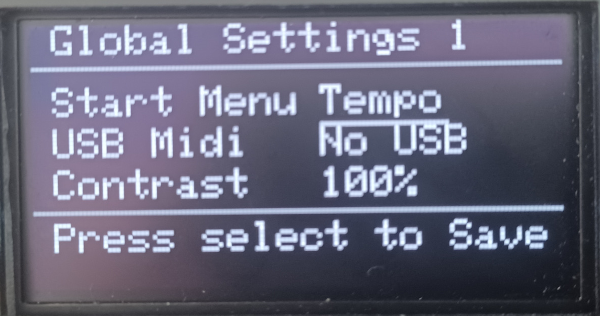 Global Settings 1
Start Menu Tempo
USB Midi No USB
Contrast 100%
Press select to Save